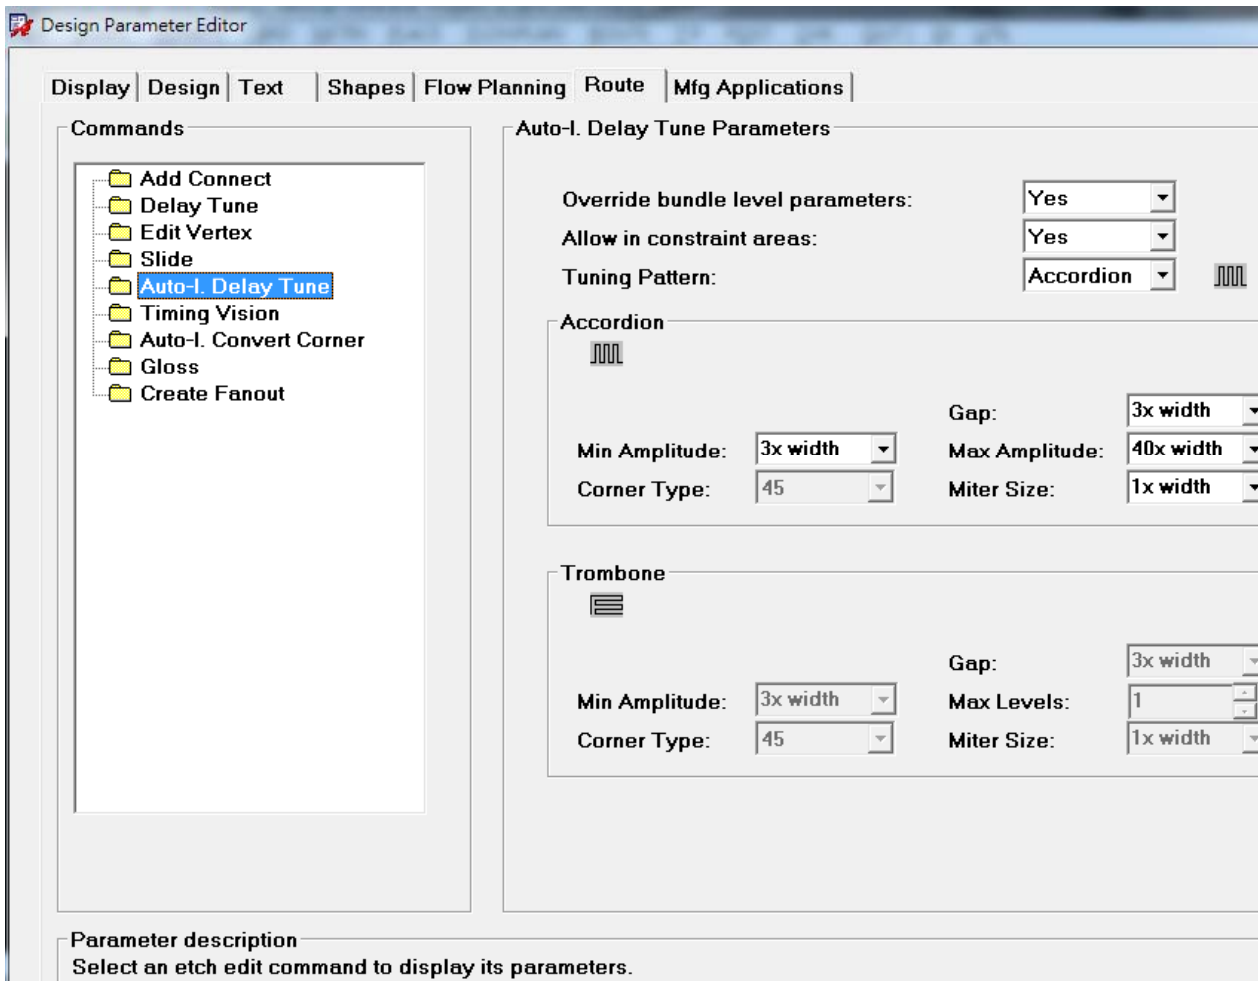 Design Parameter Editor
Display Design Text Shapes Flow Planning Route Mfg Applications
Commands
Add Connect
Delay Tune
Edit Vertex
Slide
Auto-I. Delay Tune
Timing Vision
Auto-I. Convert Corner
Gloss
Create Fanout
Auto-I. Delay Tune Parameters
Override bundle level parameters: Yes
Allow in constraint areas: Yes
Tuning Pattern: Accordion
Accordion
Gap: 3x width
Min Amplitude: 3x width Max Amplitude: 40x width
Corner Type: 45 Miter Size: 1x width
Trombone
Gap: 3x width
Min Amplitude: 3x width Max Levels: 1
Corner Type: 45 Miter Size: 1x width
Parameter description
Select an etch edit command to display its parameters.